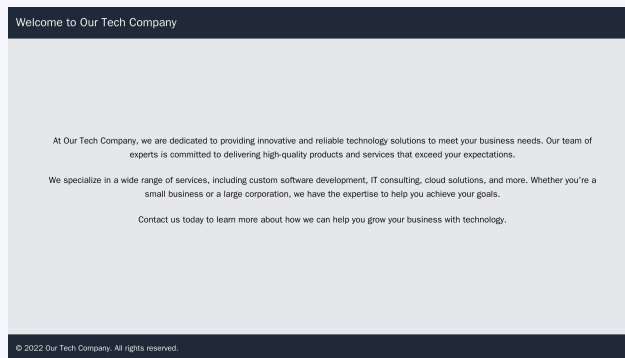 Welcome to Our Tech Company
At Our Tech Company, we are dedicated to providing innovative and reliable technology solutions to meet your business needs. Our team of
experts is committed to delivering high-quality products and services that exceed your expectations.
We specialize in a wide range of services, including custom software development, IT consulting, cloud solutions, and more. Whether you're a
small business or a large corporation, we have the expertise to help you achieve your goals.
Contact us today to learn more about how we can help you grow your business with technology.
© 2022 Our Tech Company. All rights reserved.